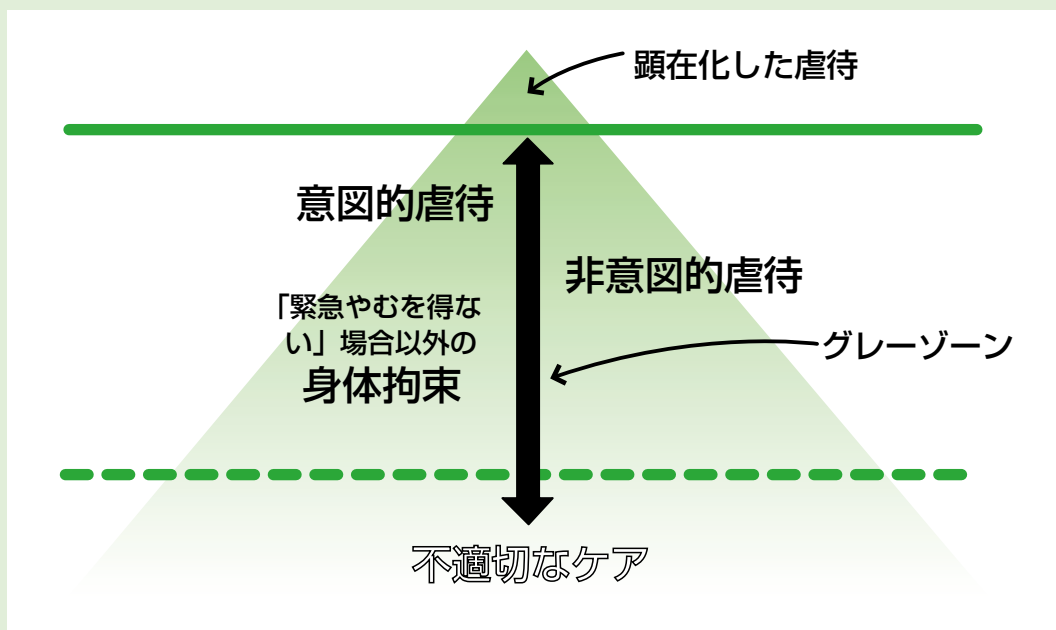 顕在化した虐待
意図的虐待
非意図的虐待
「緊急やむを得な
い」場合以外の
身体拘束
グレーゾーン
不適切なケア